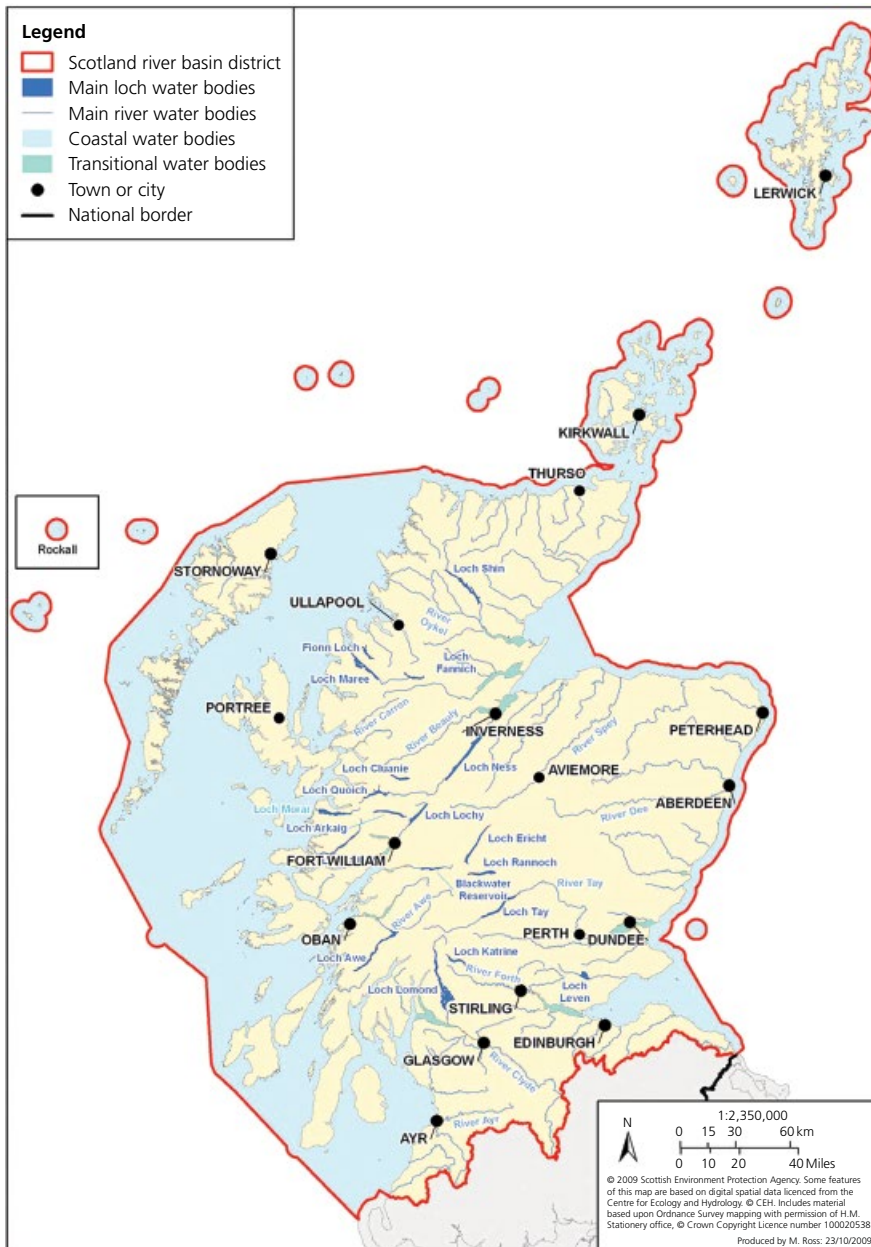 Legend
Scotland river basin district
Main loch water bodies
Main river water bodies
Coastal water bodies
Transitional water bodies
Town or city
National border
LERWICK
KIRKWALL
THURSO
Rockall
STORNOWAY
Loch Shin
ULLAPOOL
River
Oykel
Fionn Loch
Loch
Fannich
Loch Maree
PORTREE
River Carron
River Beauly
INVERNESS
River Spey
PETERHEAD
Loch Cluanie
Loch Ness
AVIEMORE
Loch Quoich
ABERDEEN
Loch Morar
Loch Lochy
River Dee
Loch Arkaig
Loch Ericht
FORT WILLIAM
Loch Rannoch
Blackwater
Reservoir
River Tay
River Awe
Loch Tay
OBAN
PERTH
DUNDEE
Loch Awe
Loch Katrine
River Forth
Loch Lomond
Loch
Leven
STIRLING
EDINBURGH
GLASGOW
River Clyde
AYR
River Ayr
N
1:2,350,000
0 15 30 60 km
0 10 20 40 Miles
© 2009 Scottish Environment Protection Agency. Some features
of this map are based on digital spatial data licenced from the
Centre for Ecology and Hydrology. © CEH. Includes material
based upon Ordnance Survey mapping with permission of H.M.
Stationery office, © Crown Copyright Licence number 100020538
Produced by M. Ross: 23/10/2009